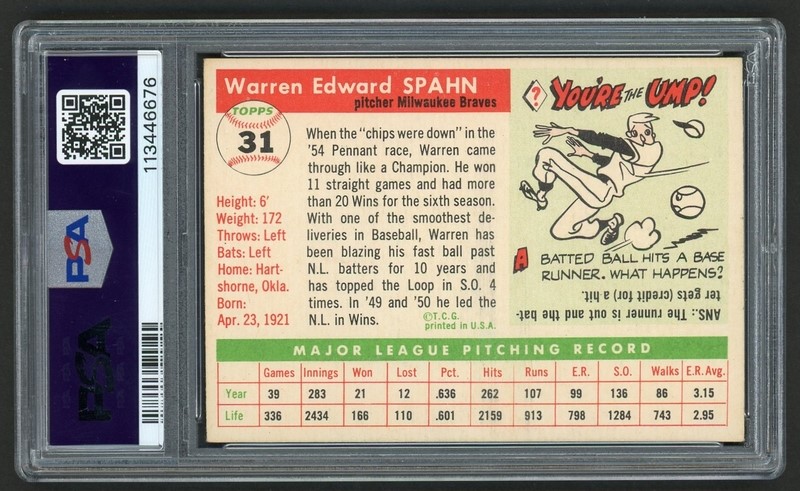 PSA
113446676
PSA
Warren Edward SPAHN
pitcher Milwaukee Braves
TOPPS
31
Height: 6'
Weight: 172
Throws: Left
Bats: Left
Home: Hart-
shorne, Okla.
Born:
Apr. 23, 1921
When the "chips were down" in the
'54 Pennant race, Warren came
through like a Champion. He won
11 straight games and had more
than 20 Wins for the sixth season.
With one of the smoothest de-
liveries in Baseball, Warren has
been blazing his fast ball past
N.L. batters for 10 years and
has topped the Loop in S.O. 4
times. In '49 and '50 he led the
N.L. in Wins.
©T.C.G.
printed in U.S.A.
? YOU'RE THE UMP!
A BATTED BALL HITS A BASE
RUNNER. WHAT HAPPENS?
ANS.: The runner is out and the bat-
ter gets (credit for) a hit.
MAJOR LEAGUE PITCHING RECORD
Games Innings Won Lost Pct. Hits Runs E.R. S.O. Walks E.R. Avg.
Year 39 283 21 12 .636 262 107 99 136 86 3.15
Life 336 2434 166 110 .601 2159 913 798 1284 743 2.95